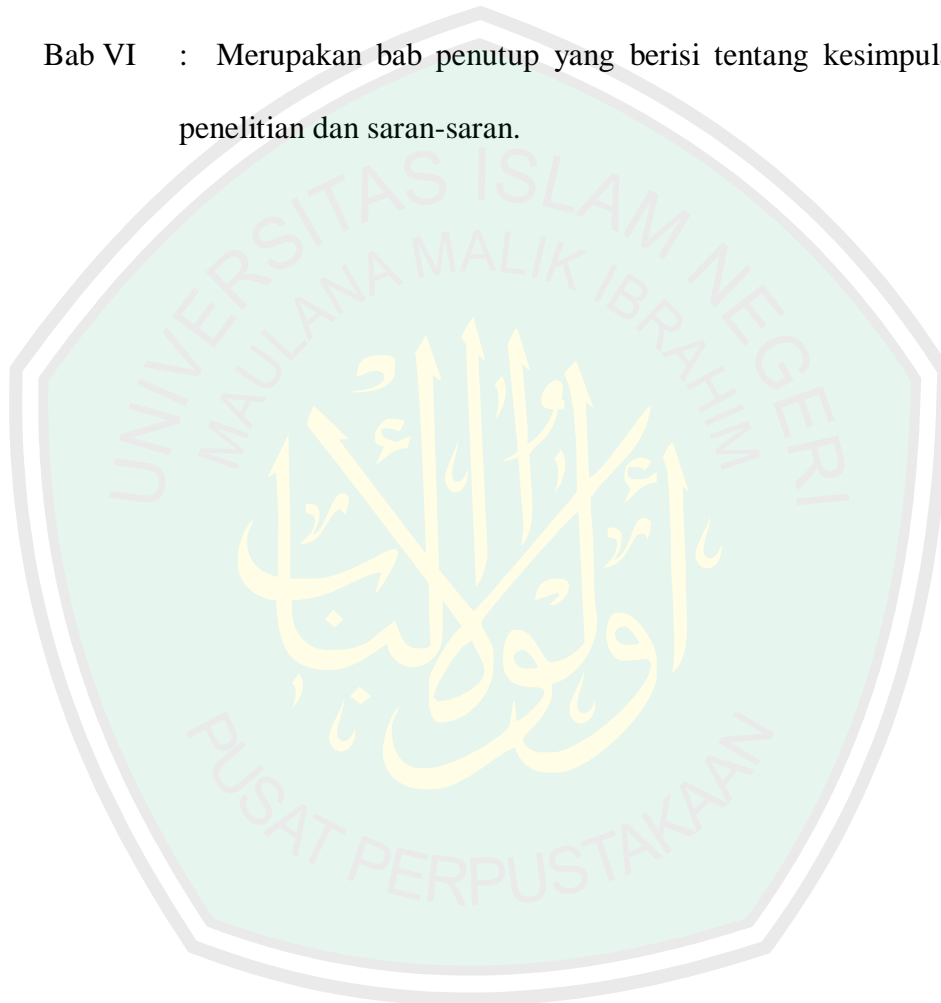 Bab VI : Merupakan bab penutup yang berisi tentang kesimpul
penelitian dan saran-saran.
UNIVERSITAS ISLAM NEGERI
MAULANA MALIK IBRAHIM
أولوا الألباب
PUSAT PERPUSTAKAAN